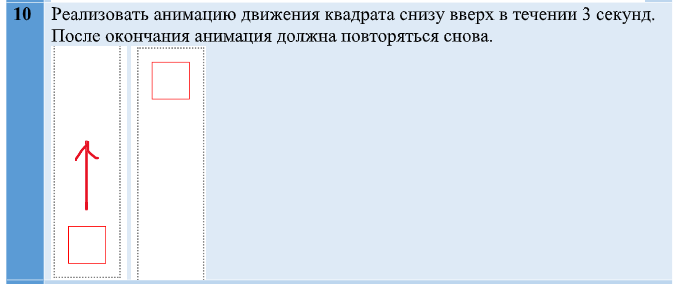 10 Реализовать анимацию движения квадрата снизу вверх в течении 3 секунд.
После окончания анимация должна повторяться снова.